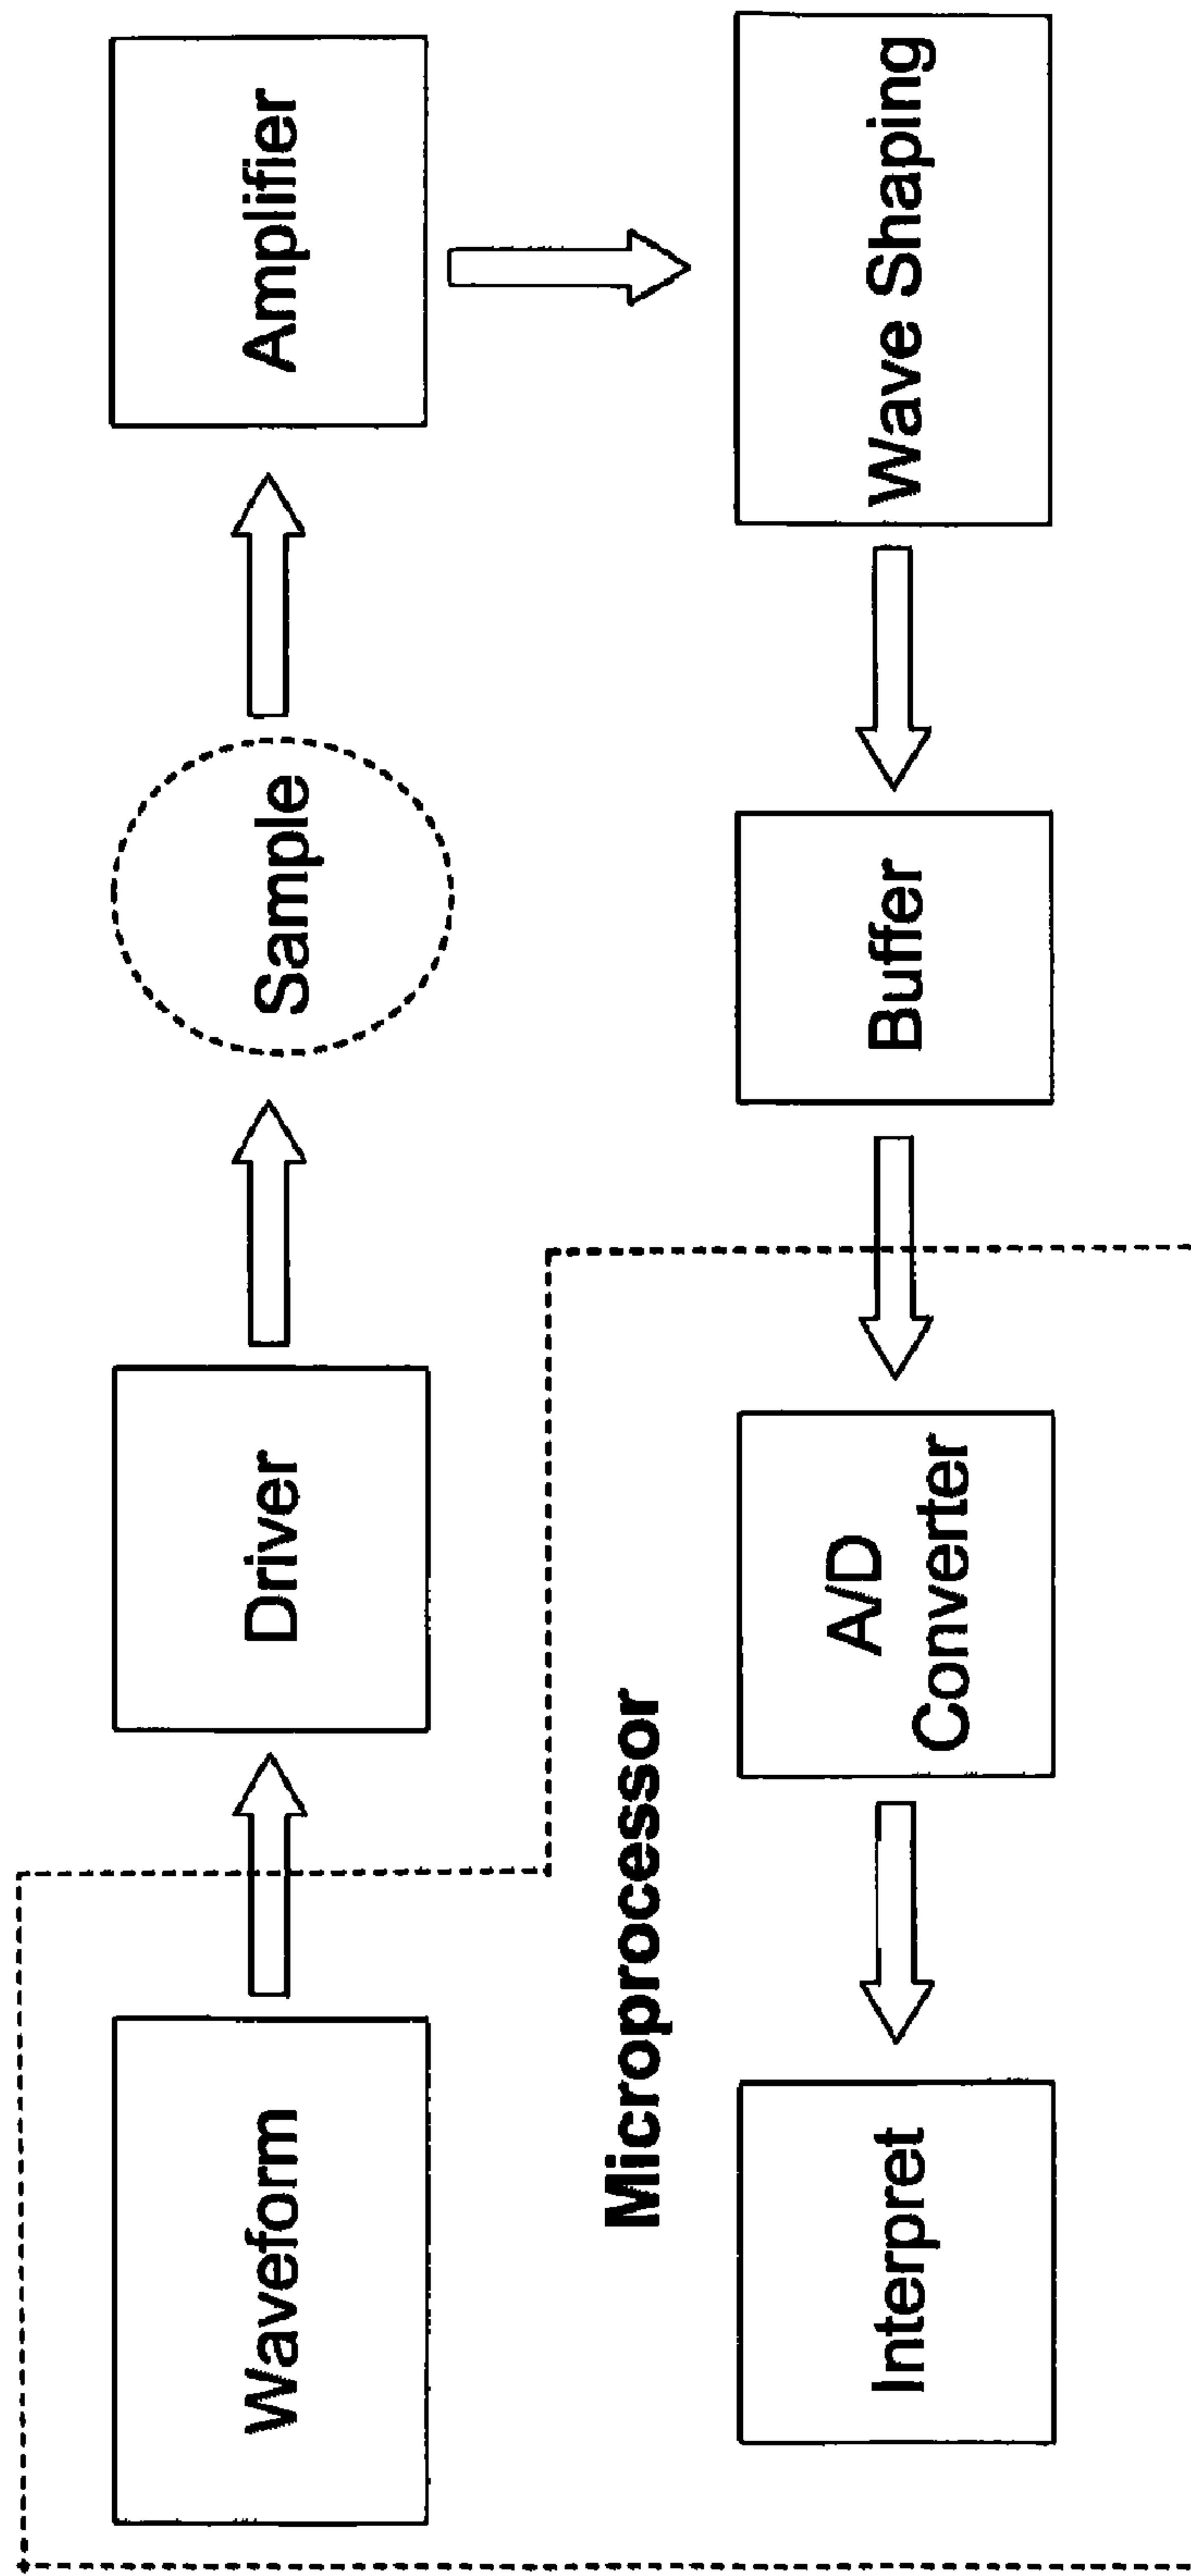 Waveform
Driver
Sample
Amplifier
Microprocessor
Interpret
A/D
Converter
Buffer
Wave Shaping